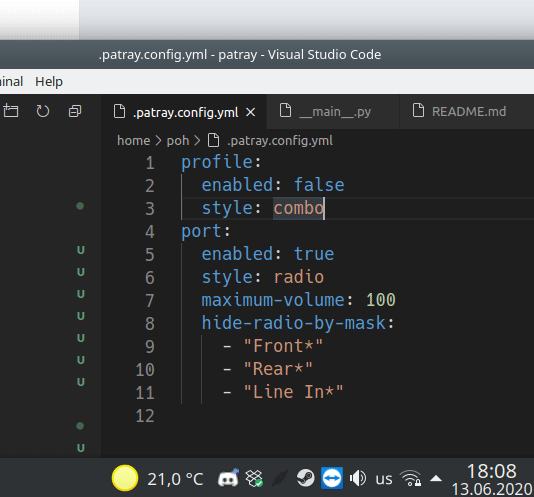 .patray.config.yml - patray - Visual Studio Code
inal Help
.patray.config.yml × __main__.py README.md
home > poh > .patray.config.yml
1 profile:
2 enabled: false
3 style: combo
4 port:
5 enabled: true
6 style: radio
7 maximum-volume: 100
8 hide-radio-by-mask:
9 - "Front*"
10 - "Rear*"
11 - "Line In*"
12
U
U
U
U
U
U
U
U
21,0 °C us 18:08
13.06.2020